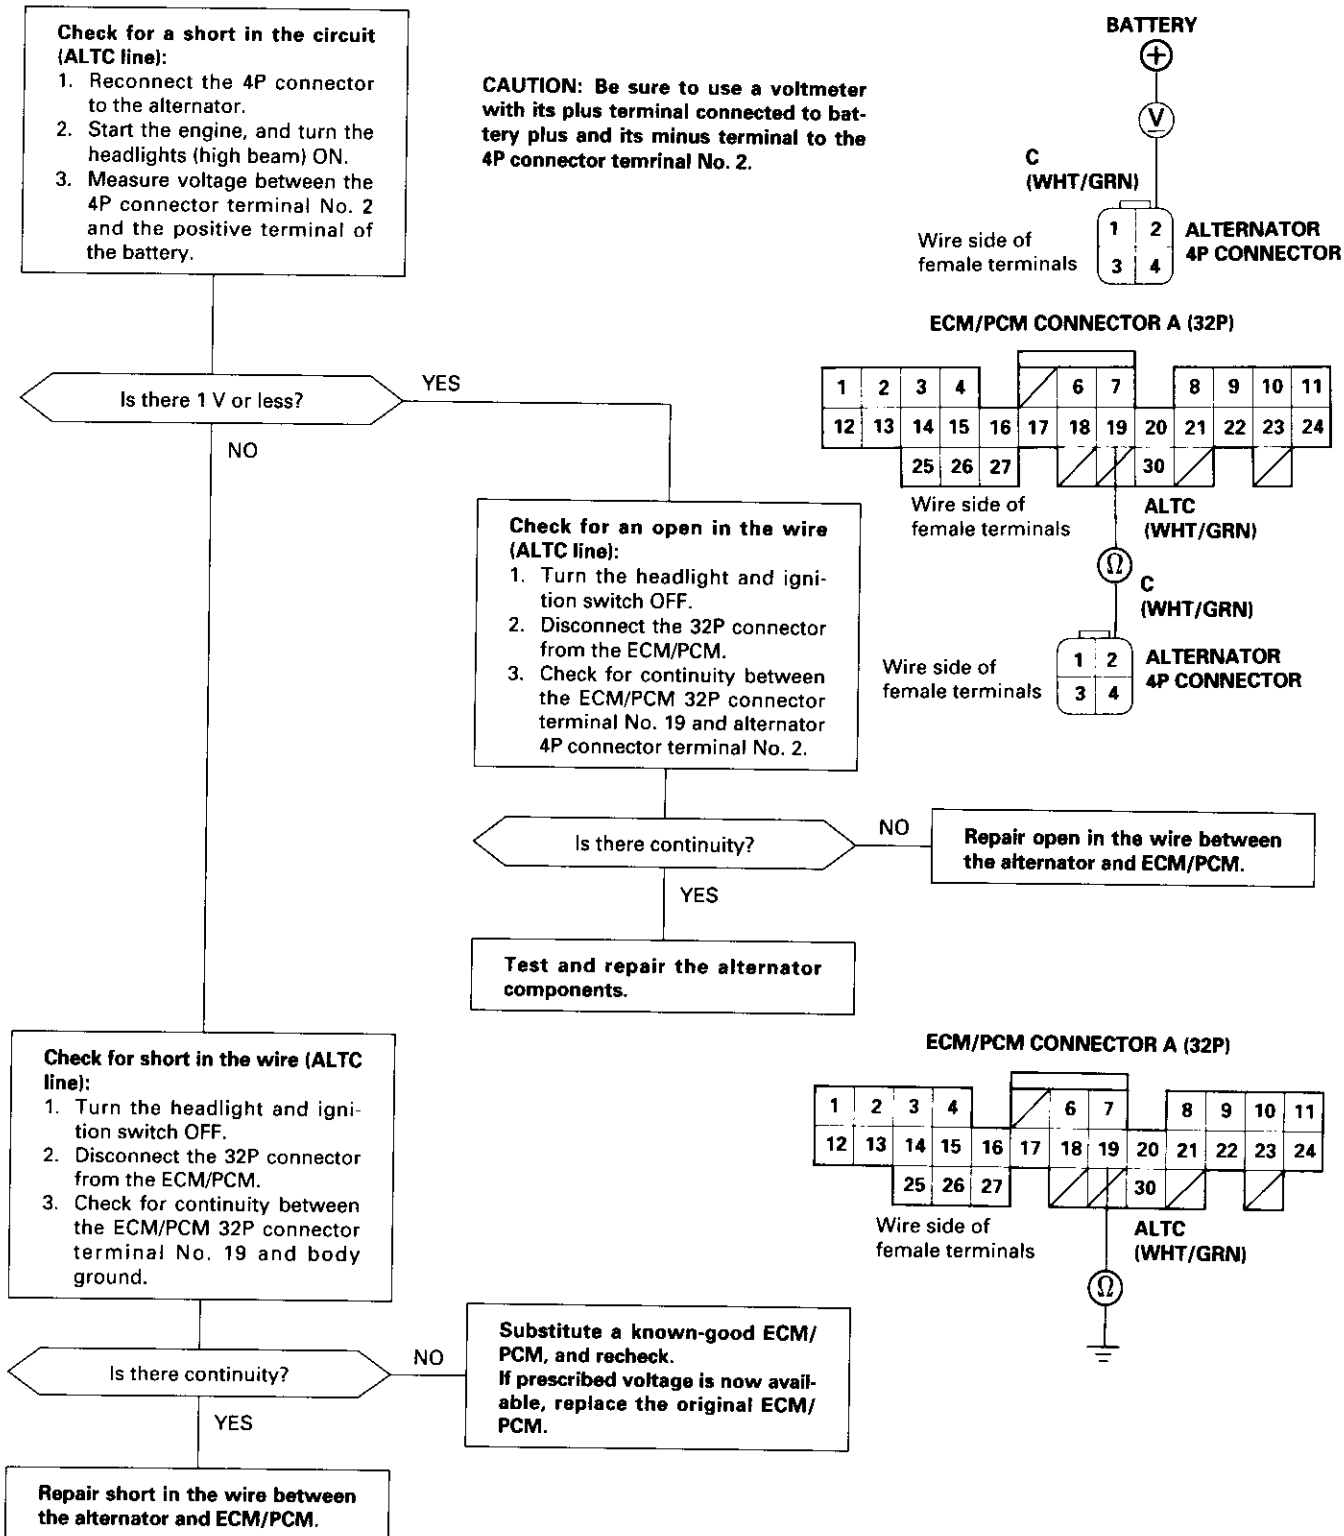 Check for a short in the circuit
(ALTC line):
1. Reconnect the 4P connector
to the alternator.
2. Start the engine, and turn the
headlights (high beam) ON.
3. Measure voltage between the
4P connector terminal No. 2
and the positive terminal of
the battery.
CAUTION: Be sure to use a voltmeter
with its plus terminal connected to bat-
tery plus and its minus terminal to the
4P connector temrinal No. 2.
BATTERY
+
V
C
(WHT/GRN)
1 2
3 4
ALTERNATOR
4P CONNECTOR
Wire side of
female terminals
ECM/PCM CONNECTOR A (32P)
1 2 3 4 6 7 8 9 10 11
12 13 14 15 16 17 18 19 20 21 22 23 24
25 26 27 30
Wire side of
female terminals
ALTC
(WHT/GRN)
Ω
C
(WHT/GRN)
Wire side of
female terminals
1 2
3 4
ALTERNATOR
4P CONNECTOR
Is there 1 V or less?
YES
NO
Check for an open in the wire
(ALTC line):
1. Turn the headlight and igni-
tion switch OFF.
2. Disconnect the 32P connector
from the ECM/PCM.
3. Check for continuity between
the ECM/PCM 32P connector
terminal No. 19 and alternator
4P connector terminal No. 2.
Is there continuity?
NO
Repair open in the wire between
the alternator and ECM/PCM.
YES
Test and repair the alternator
components.
Check for short in the wire (ALTC
line):
1. Turn the headlight and igni-
tion switch OFF.
2. Disconnect the 32P connector
from the ECM/PCM.
3. Check for continuity between
the ECM/PCM 32P connector
terminal No. 19 and body
ground.
ECM/PCM CONNECTOR A (32P)
1 2 3 4 6 7 8 9 10 11
12 13 14 15 16 17 18 19 20 21 22 23 24
25 26 27 30
Wire side of
female terminals
ALTC
(WHT/GRN)
Ω
Is there continuity?
NO
Substitute a known-good ECM/
PCM, and recheck.
If prescribed voltage is now avail-
able, replace the original ECM/
PCM.
YES
Repair short in the wire between
the alternator and ECM/PCM.